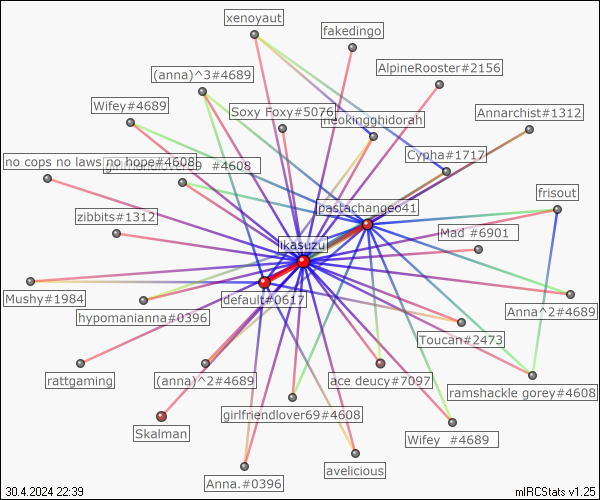 xenoyaut
fakedingo
(anna)^3#4689
AlpineRooster#2156
Wifey#4689
Soxy Foxy#5076
neokingghidorah
Annarchist#1312
no cops no laws no hope#4608
girlfriendlover69 #4608
Cypha#1717
frisout
zibbits#1312
pastachangeo41
Mad #6901
likasuzu
Mushy#1984
hypomanianna#0396
default#0617
Anna^2#4689
Toucan#2473
rattgaming
(anna)^2#4689
ace deucy#7097
ramshackle gorey#4608
girlfriendlover69#4608
Skalman
Wifey #4689
Anna.#0396
avelicious
30.4.2024 22:39
mIRCStats v1.25